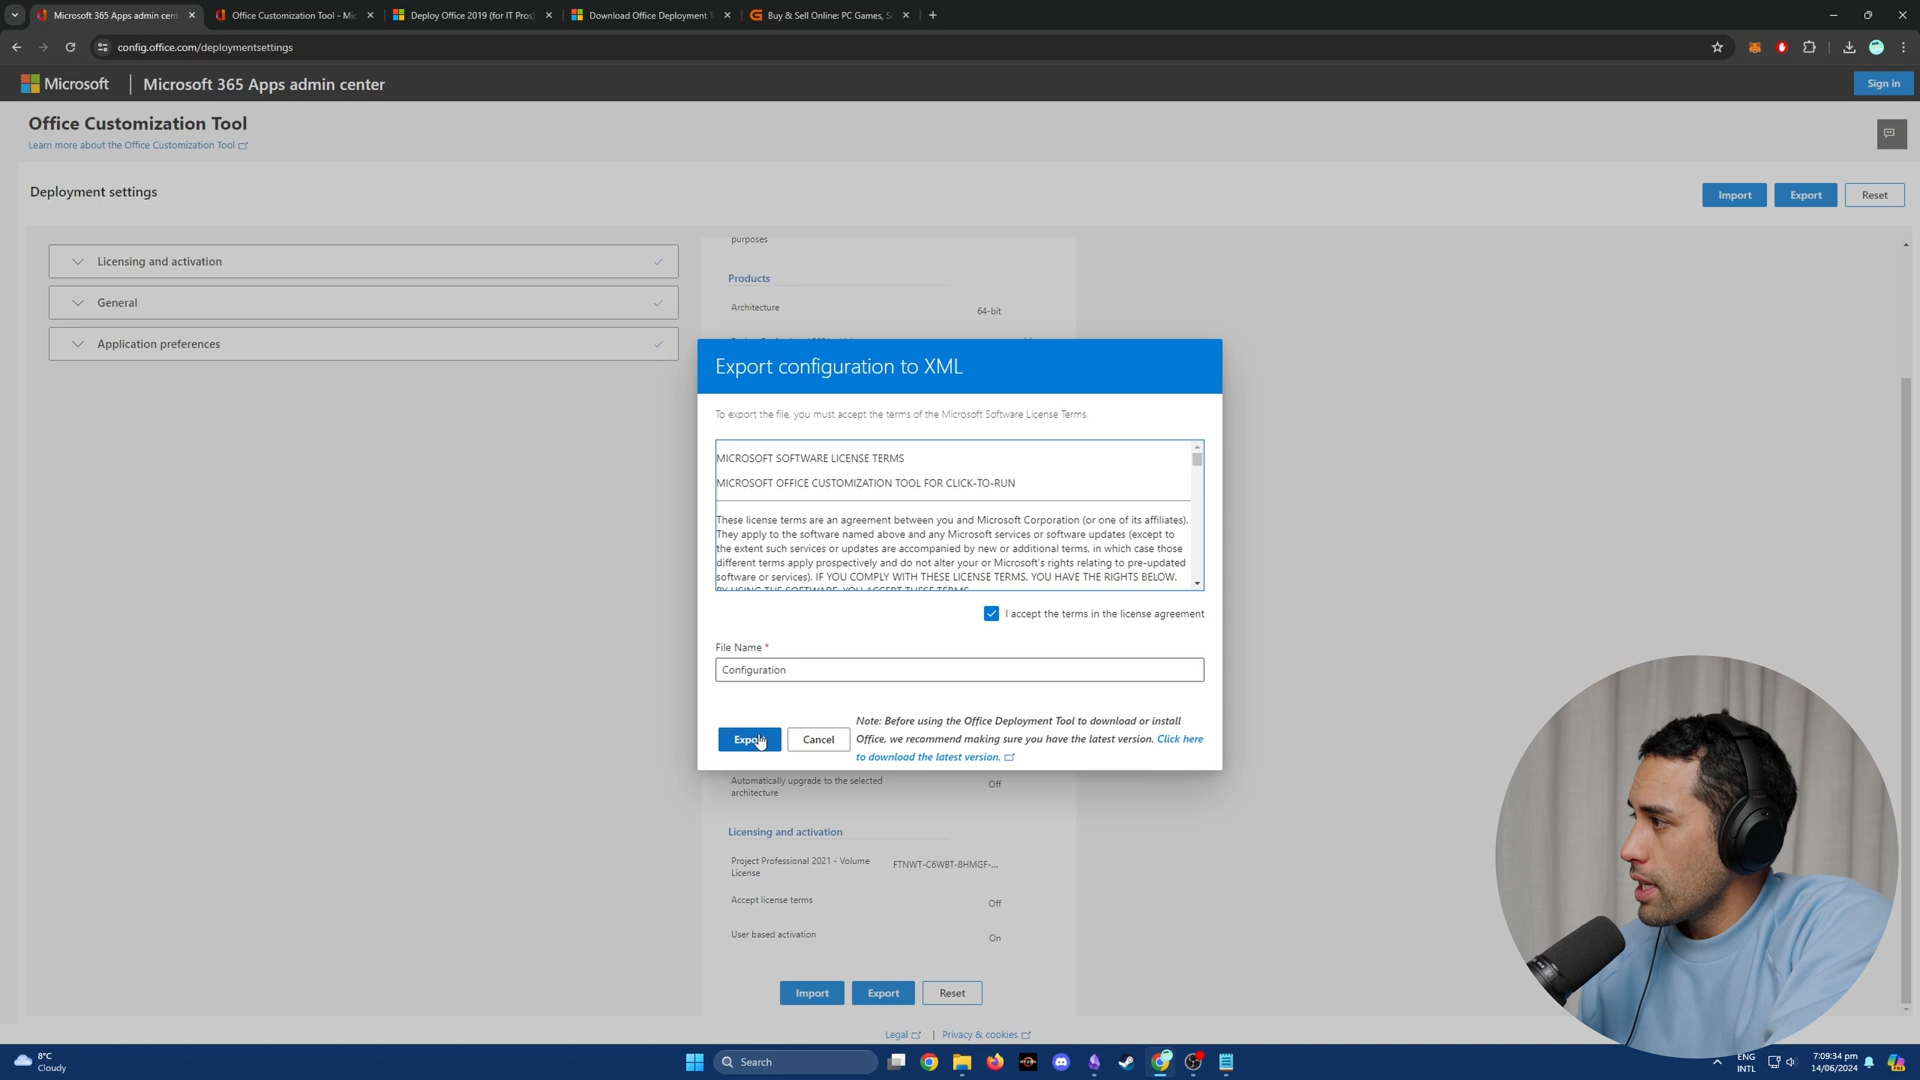 Microsoft 365 Apps admin cen
Office Customization Tool - Mic
Deploy Office 2019 (for IT Pros)
Download Office Deployment T
Buy & Sell Online: PC Games, S
config.office.com/deploymentsettings
Microsoft
Microsoft 365 Apps admin center
Sign in
Office Customization Tool
Learn more about the Office Customization Tool
Deployment settings
Import
Export
Reset
Licensing and activation
General
Application preferences
purposes
Products
Architecture
64-bit
Export configuration to XML
To export the file, you must accept the terms of the Microsoft Software License Terms.
MICROSOFT SOFTWARE LICENSE TERMS
MICROSOFT OFFICE CUSTOMIZATION TOOL FOR CLICK-TO-RUN
These license terms are an agreement between you and Microsoft Corporation (or one of its affiliates).
They apply to the software named above and any Microsoft services or software updates (except to
the extent such services or updates are accompanied by new or additional terms, in which case those
different terms apply prospectively and do not alter your or Microsoft's rights relating to pre-updated
software or services). IF YOU COMPLY WITH THESE LICENSE TERMS, YOU HAVE THE RIGHTS BELOW.
BY USING THE SOFTWARE, YOU ACCEPT THESE TERMS.
I accept the terms in the license agreement
File Name *
Configuration
Export
Cancel
Note: Before using the Office Deployment Tool to download or install
Office, we recommend making sure you have the latest version. Click here
to download the latest version.
Automatically upgrade to the selected
architecture
Off
Licensing and activation
Project Professional 2021 - Volume
License
FTNWT-C6WBT-8HMGF-...
Accept license terms
Off
User based activation
On
Import
Export
Reset
Legal
Privacy & cookies
8°C
Cloudy
Search
ENG
INTL
7:09:34 pm
14/06/2024